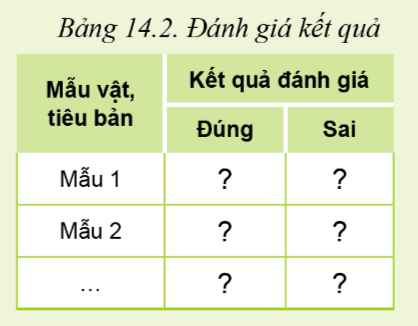 Bảng 14.2. Đánh giá kết quả
Mẫu vật, tiêu bản
Kết quả đánh giá
Đúng
Sai
Mẫu 1
?
?
Mẫu 2
?
?
...
?
?